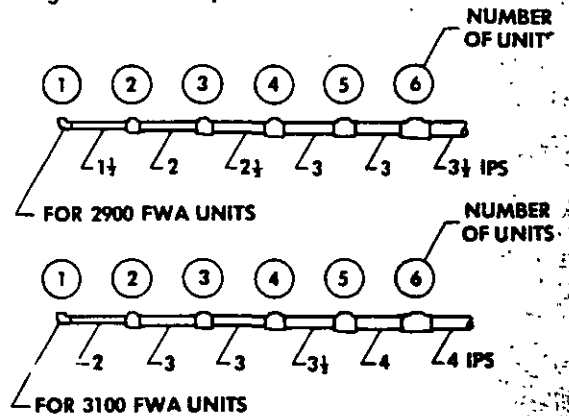 NUMBER
OF UNITS
1 2 3 4 5 6
1½ 2 2½ 3 3 3½ IPS
FOR 2900 FWA UNITS
NUMBER
OF UNITS
1 2 3 4 5 6
2 3 3 3½ 4 4 IPS
FOR 3100 FWA UNITS